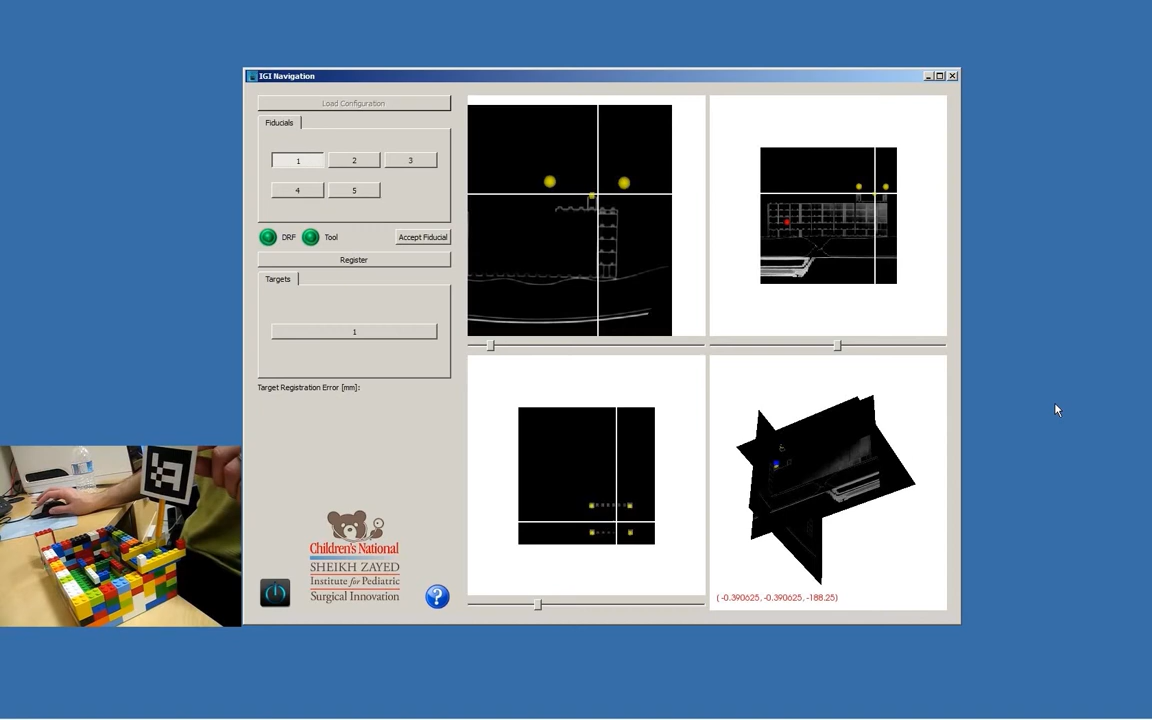 IGI Navigation
Load Configuration
Fiducials
1
2
3
4
5
DRF
Tool
Accept Fiducial
Register
Targets
1
Target Registration Error [mm]:
Children's National
SHEIKH ZAYED
Institute for Pediatric
Surgical Innovation
?
( -0.390625, -0.390625, -188.25)